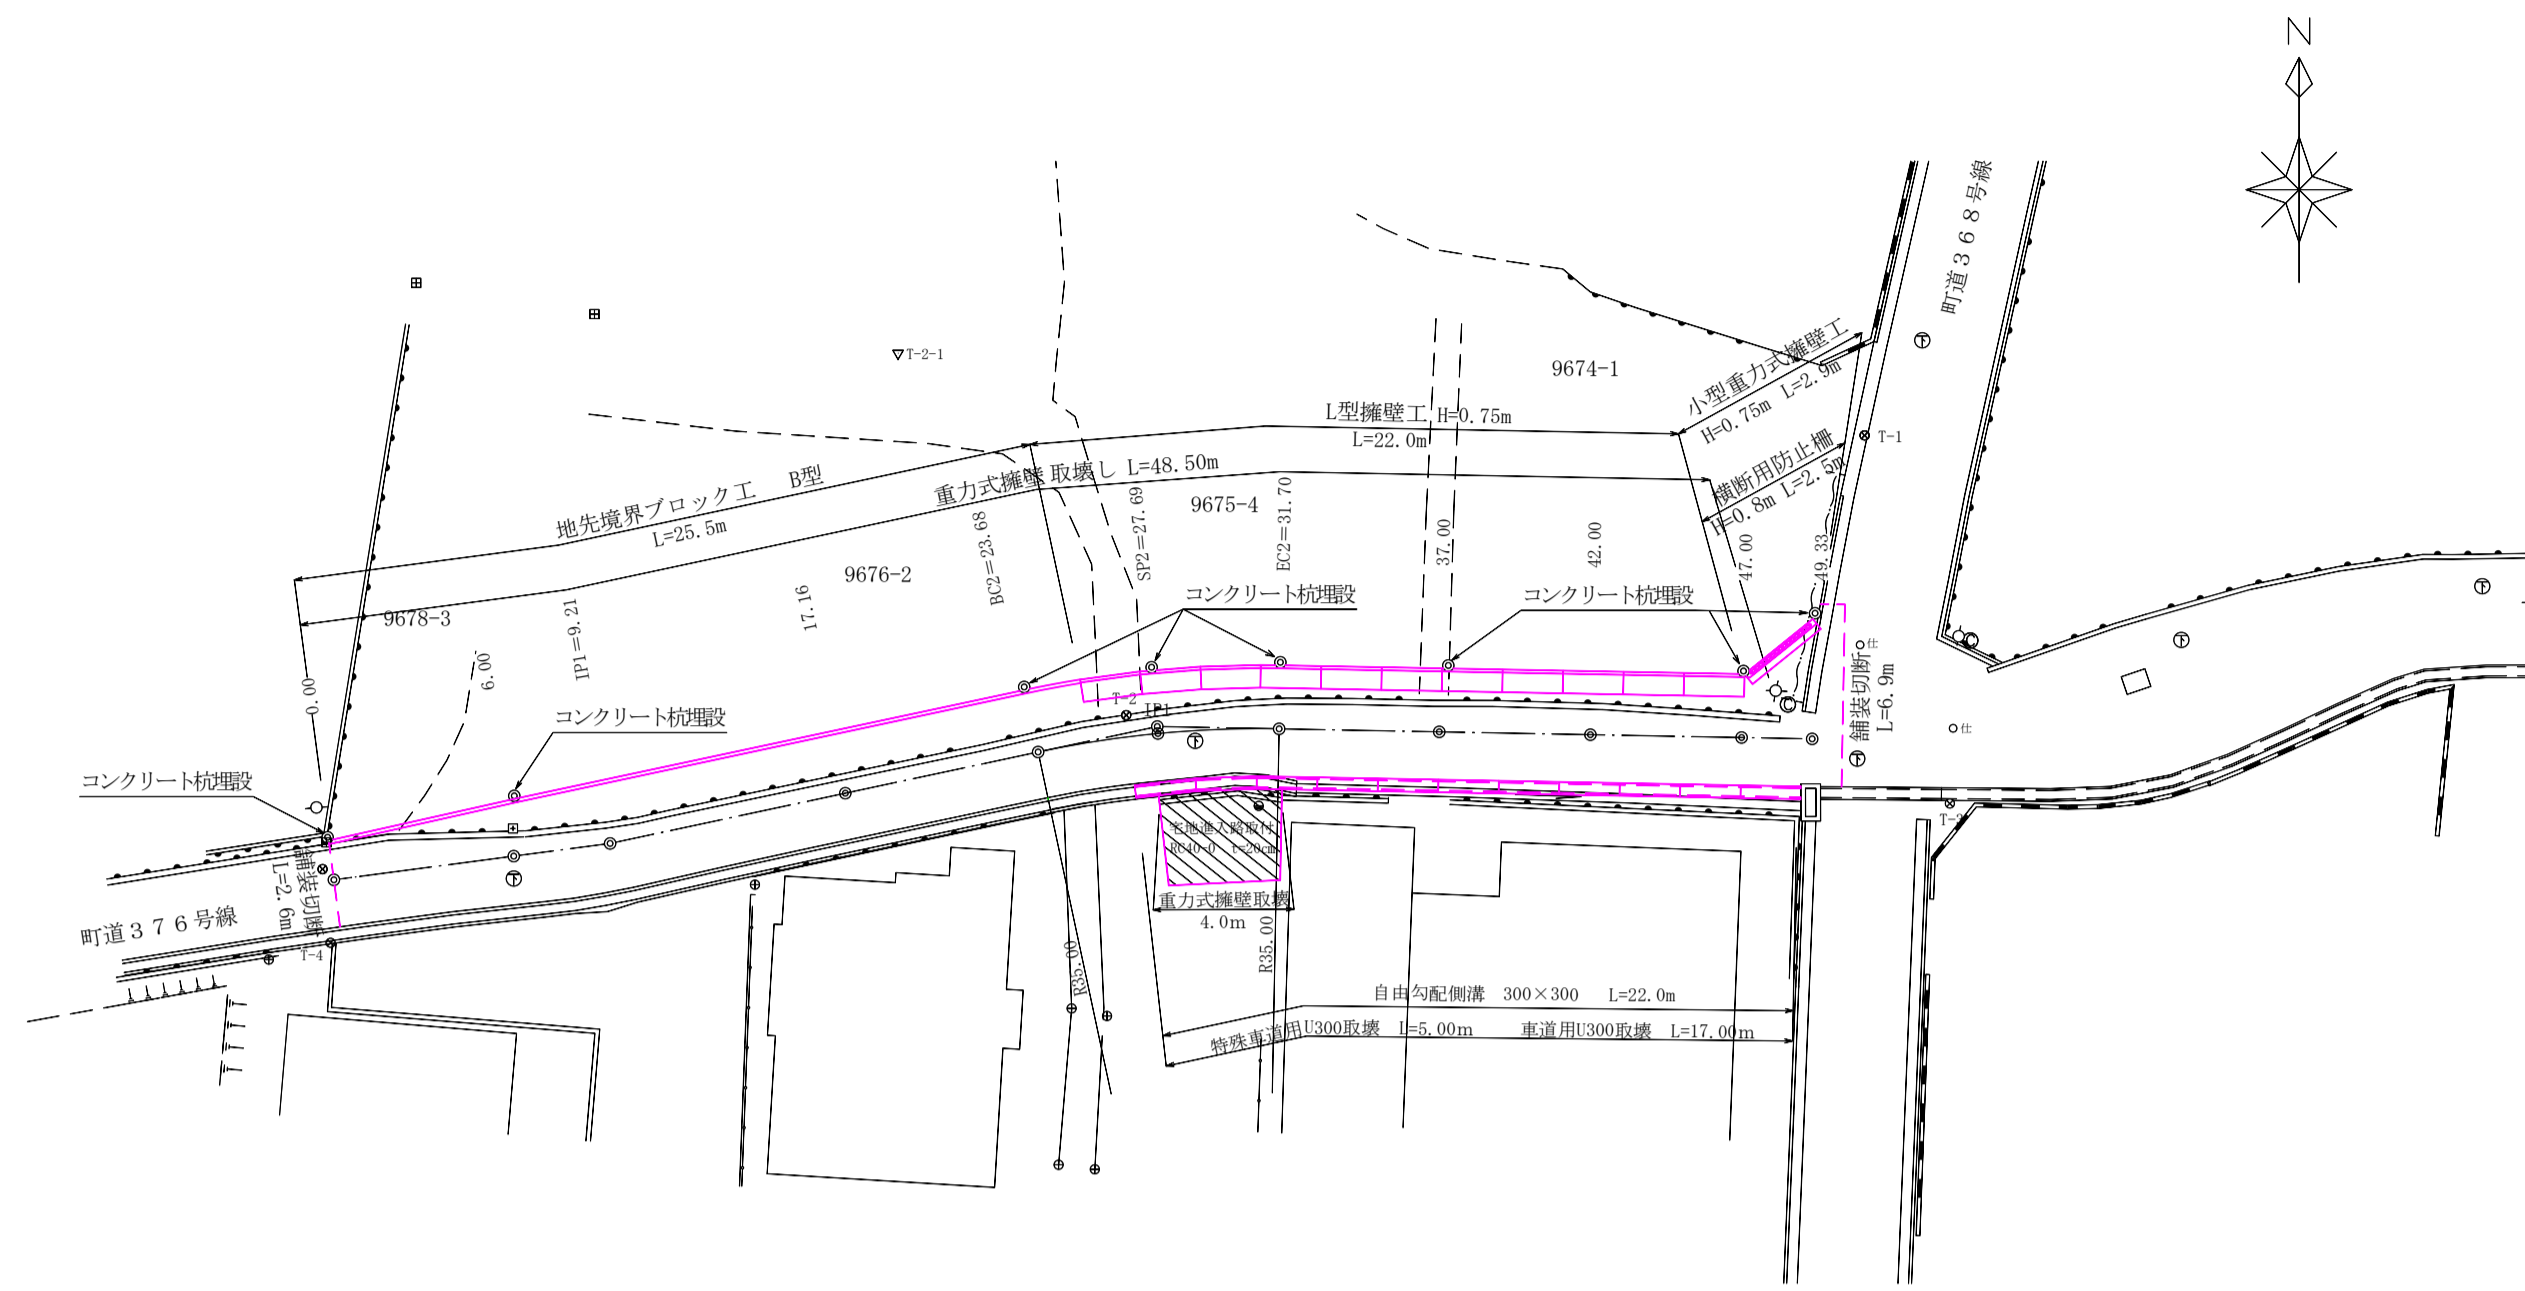 N
町道368号線
T-2-1
9674-1
小型重力式擁壁工
H=0.75m L=2.9m
L型擁壁工 H=0.75m
L=22.0m
横断用防止柵
H=0.8m L=2.5m
T-1
地先境界ブロック工 B型
L=25.5m
重力式擁壁 取壊し L=48.50m
9675-4
9676-2
9678-3
0.00
6.00
IP1=9.21
17.16
BC2=23.68
SP2=27.69
EC2=31.70
37.00
42.00
47.00
49.33
コンクリート杭埋設
コンクリート杭埋設
コンクリート杭埋設
コンクリート杭埋設
仕
舗装切断
L=6.9m
仕
T-2
IP1
下
下
下
下
下
下
舗装切断
L=2.6m
町道376号線
T-4
宅地進入路取付
RC40-0 t=20cm
重力式擁壁取壊
4.0m
R35.00
R35.00
自由勾配側溝 300×300 L=22.0m
特殊車道用U300取壊 L=5.00m 車道用U300取壊 L=17.00m